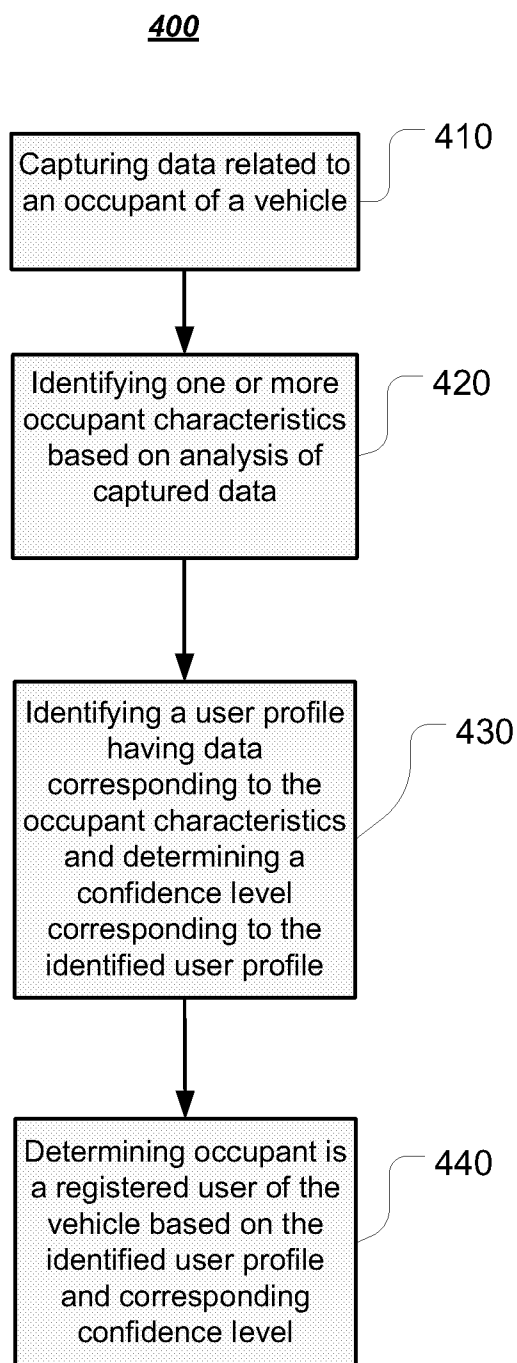 400
410
Capturing data related to
an occupant of a vehicle
420
Identifying one or more
occupant characteristics
based on analysis of
captured data
430
Identifying a user profile
having data
corresponding to the
occupant characteristics
and determining a
confidence level
corresponding to the
identified user profile
440
Determining occupant is
a registered user of the
vehicle based on the
identified user profile
and corresponding
confidence level